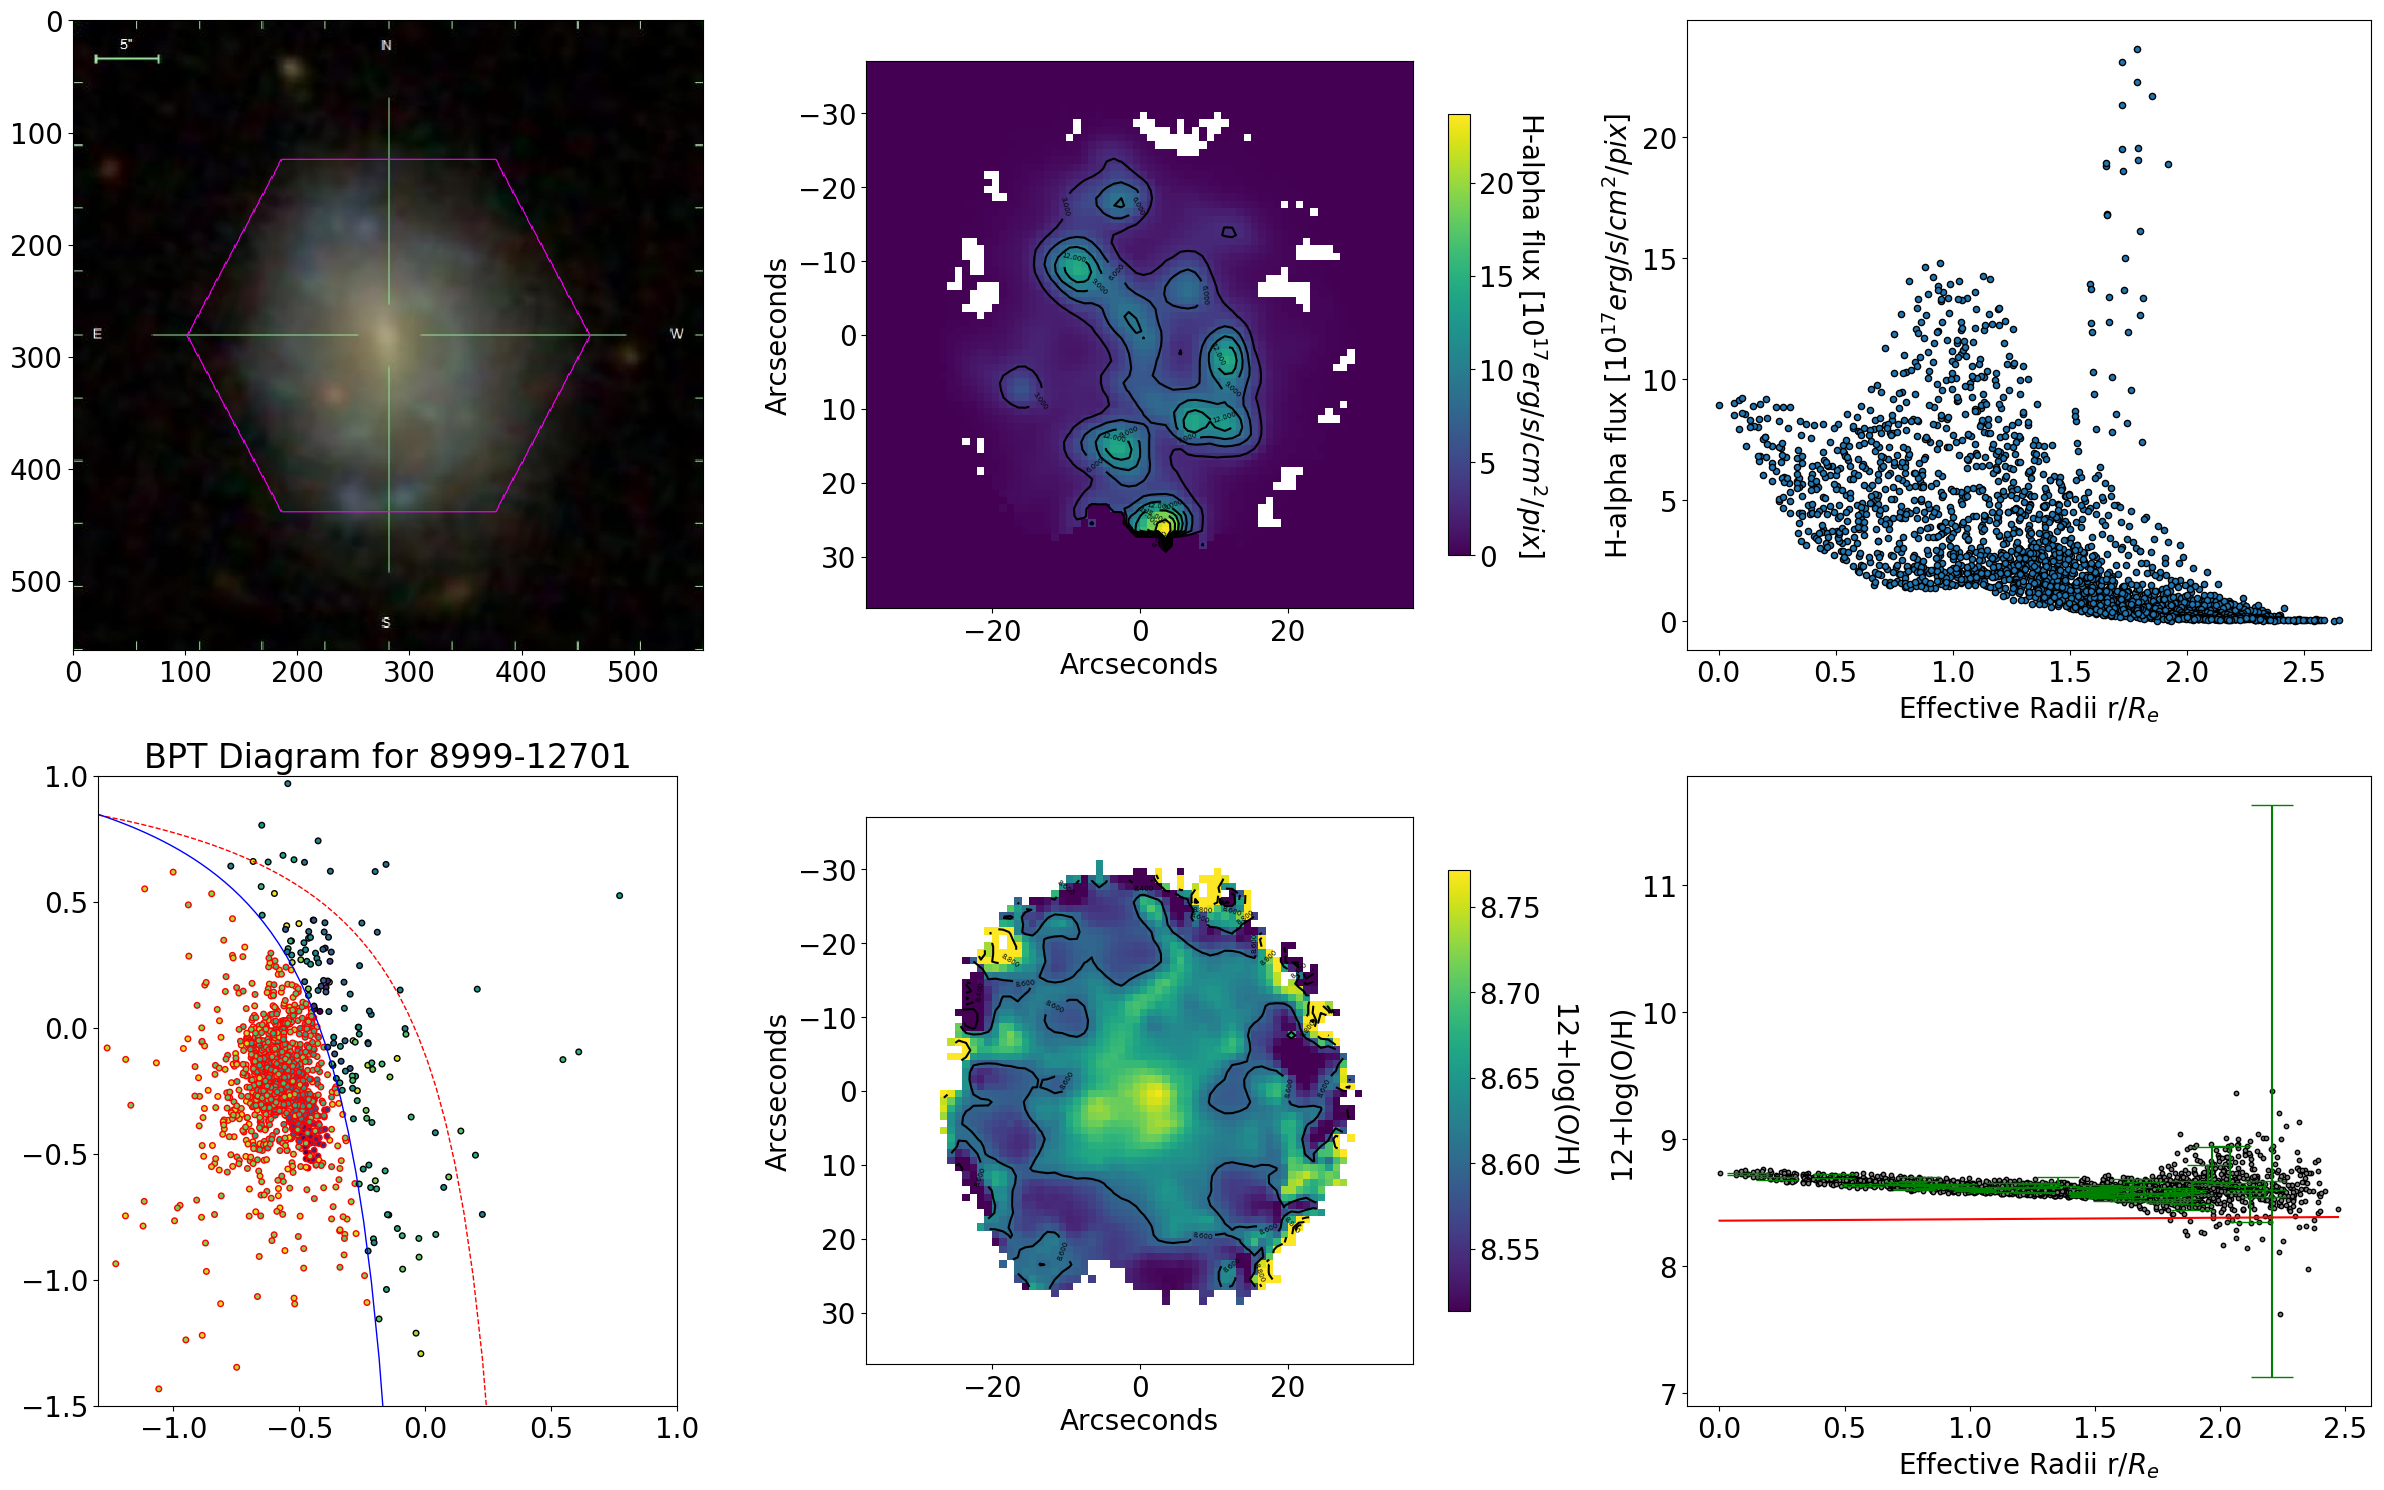 0
100
200
300
400
500
0 100 200 300 400 500
5"
N
E
W
S
−30
−20
−10
0
10
20
30
−20 0 20
Arcseconds
Arcseconds
20
15
10
5
0
H-alpha flux [10^17 erg/s/cm^2/pix]
H-alpha flux [10^17 erg/s/cm^2/pix]
20
15
10
5
0
0.0 0.5 1.0 1.5 2.0 2.5
Effective Radii r/R_e
BPT Diagram for 8999-12701
1.0
0.5
0.0
−0.5
−1.0
−1.5
−1.0 −0.5 0.0 0.5 1.0
−30
−20
−10
0
10
20
30
−20 0 20
Arcseconds
Arcseconds
8.75
8.70
8.65
8.60
8.55
12+log(O/H)
12+log(O/H)
11
10
9
8
7
0.0 0.5 1.0 1.5 2.0 2.5
Effective Radii r/R_e